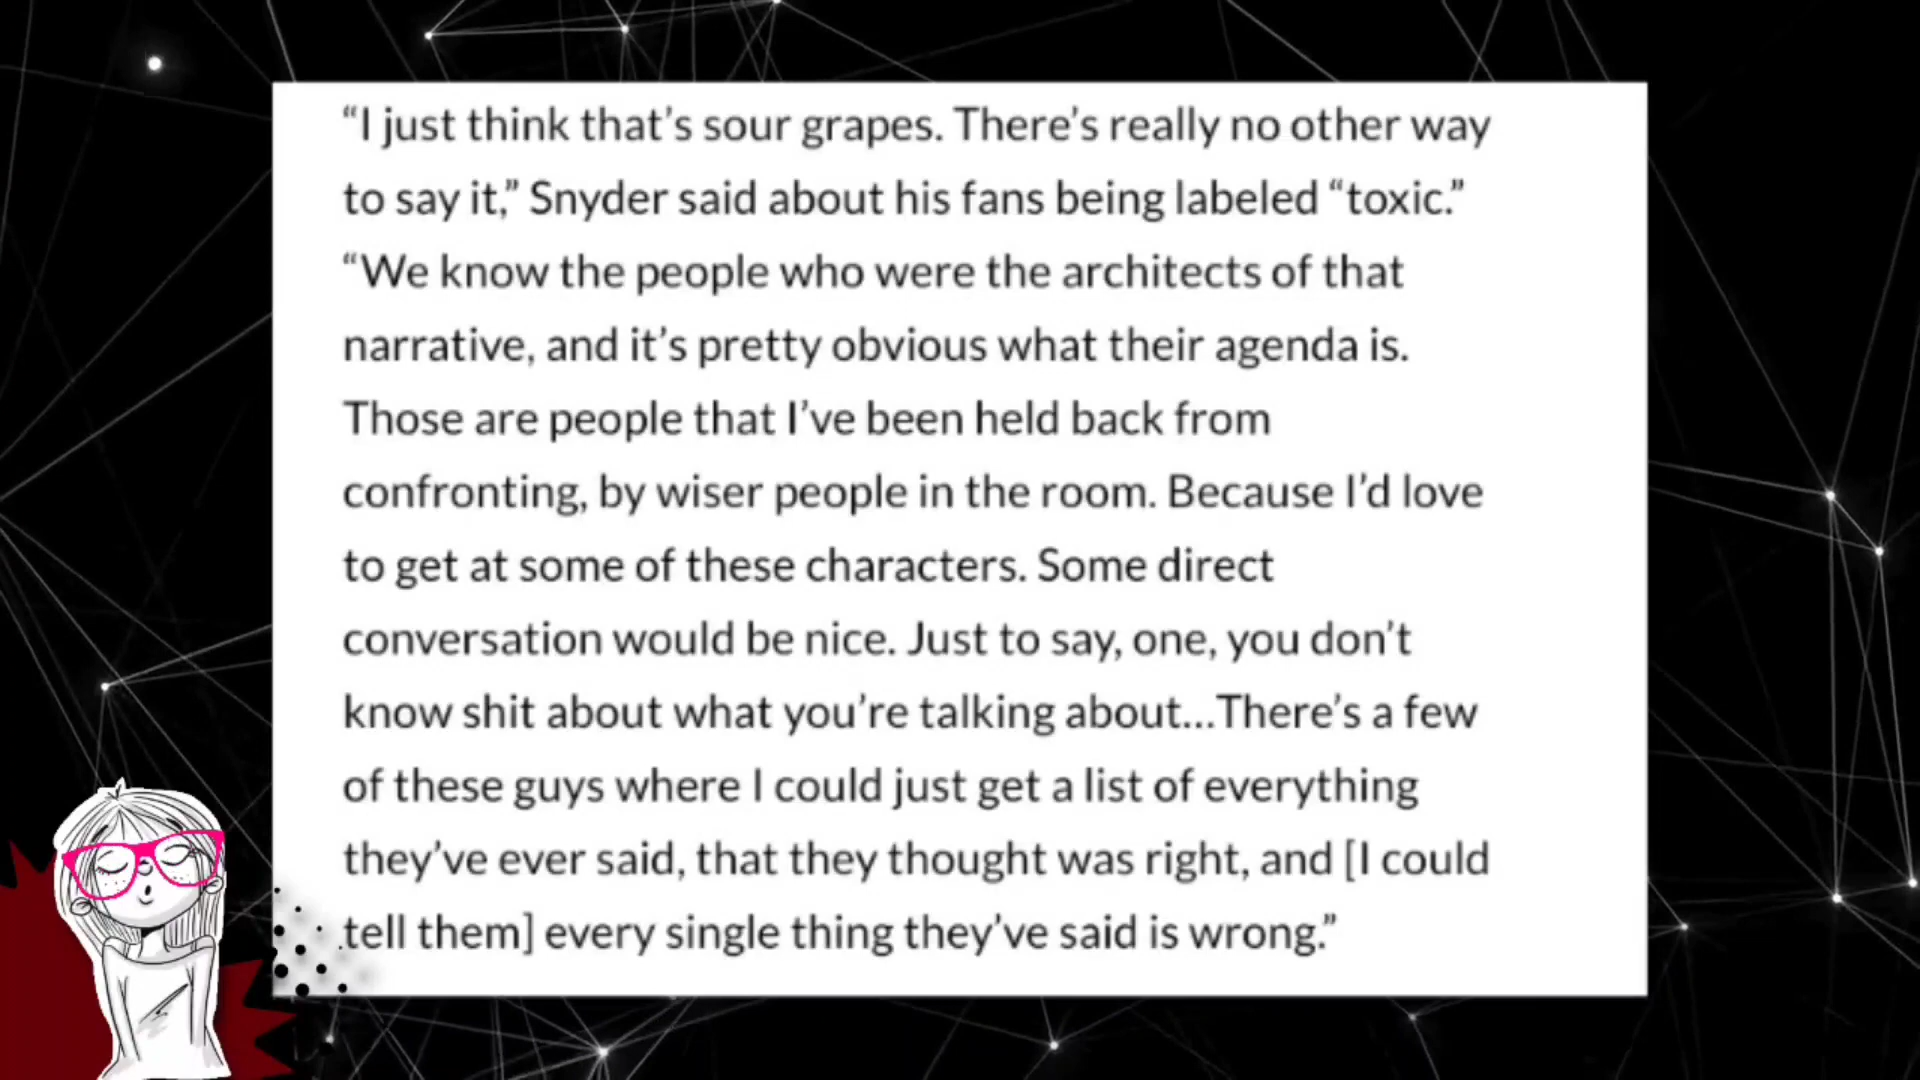 “I just think that’s sour grapes. There’s really no other way
to say it,” Snyder said about his fans being labeled “toxic.”
“We know the people who were the architects of that
narrative, and it’s pretty obvious what their agenda is.
Those are people that I’ve been held back from
confronting, by wiser people in the room. Because I’d love
to get at some of these characters. Some direct
conversation would be nice. Just to say, one, you don’t
know shit about what you’re talking about...There’s a few
of these guys where I could just get a list of everything
they’ve ever said, that they thought was right, and [I could
tell them] every single thing they’ve said is wrong.”